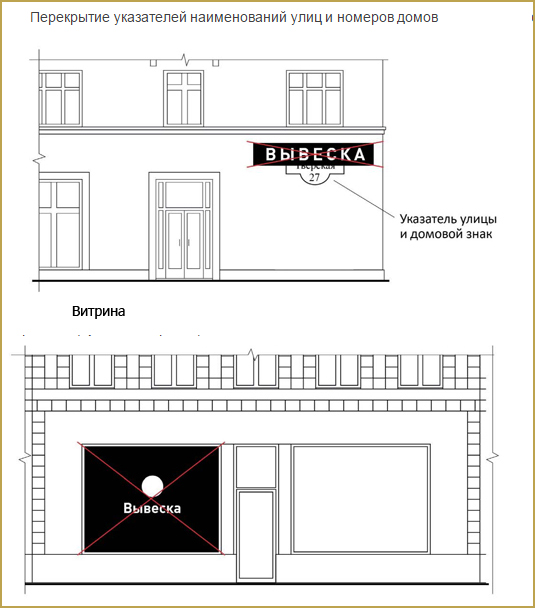 Перекрытие указателей наименований улиц и номеров домов
ВЫВЕСКА
Тверская
27
Указатель улицы
и домовой знак
Витрина
Вывеска